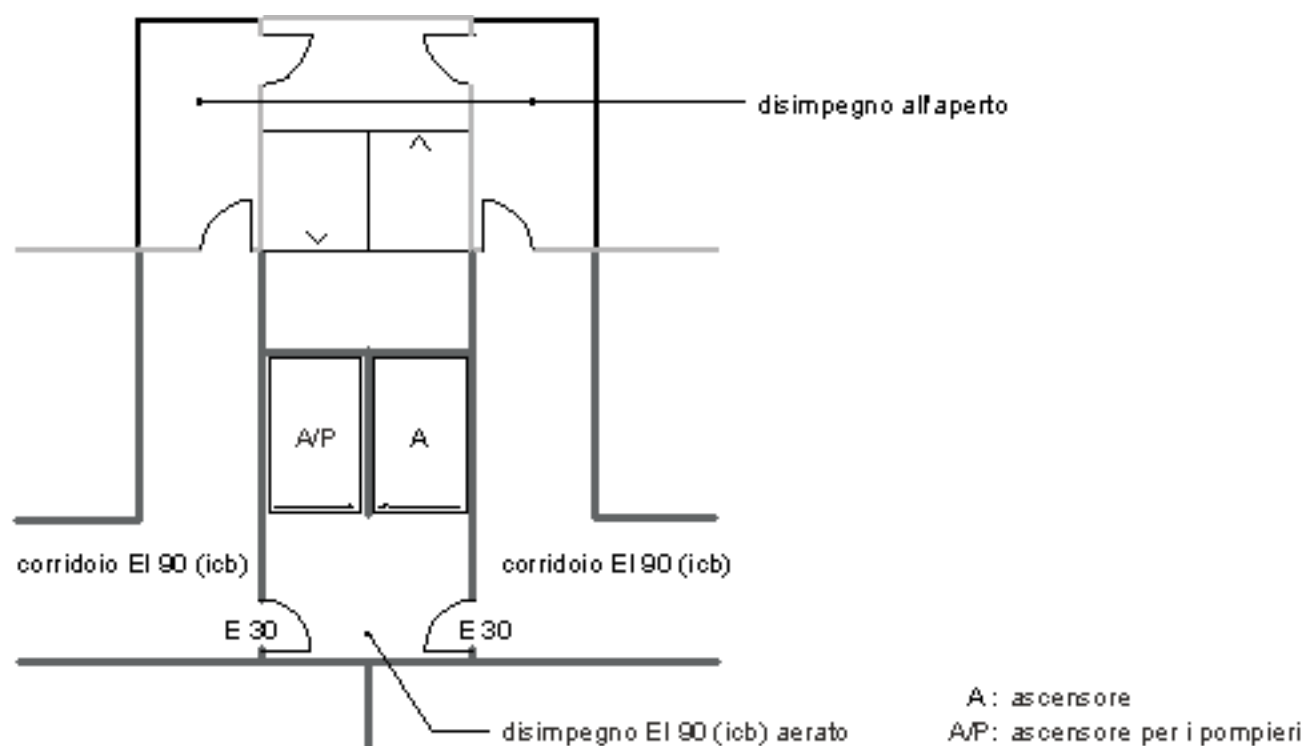 disimpegno all'aperto
A/P
A
corridoio EI 90 (icb)
corridoio EI 90 (icb)
E 30
E 30
disimpegno EI 90 (icb) aerato
A: ascensore
A/P: ascensore per i pompieri